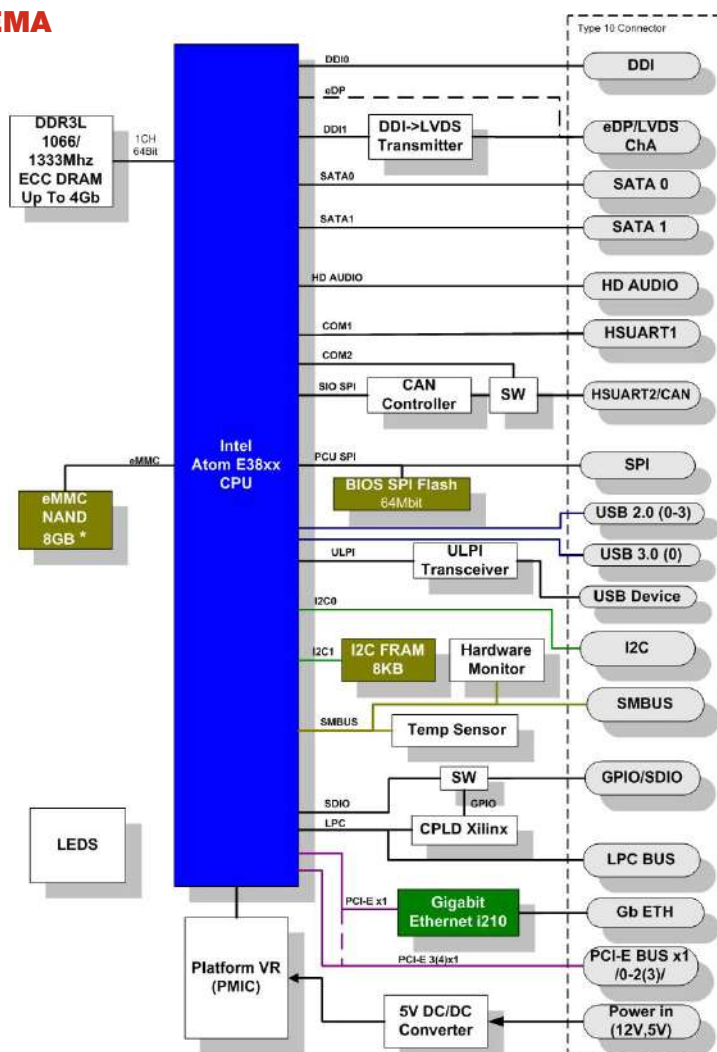 EMA
Type 10 Connector
DDI0
DDI
eDP
DDR3L
1066/
1333Mhz
ECC DRAM
Up To 4Gb
1CH
64Bit
DDI1
DDI->LVDS
Transmitter
eDP/LVDS
ChA
SATA0
SATA 0
SATA1
SATA 1
HD AUDIO
HD AUDIO
COM1
HSUART1
COM2
SIO SPI
CAN
Controller
SW
HSUART2/CAN
Intel
Atom E38xx
CPU
eMMC
eMMC
NAND
8GB *
PCU SPI
SPI
BIOS SPI Flash
64Mbit
USB 2.0 (0-3)
USB 3.0 (0)
ULPI
ULPI
Transceiver
USB Device
I2C0
I2C
I2C1
I2C FRAM
8KB
Hardware
Monitor
SMBUS
SMBUS
Temp Sensor
SW
GPIO/SDIO
SDIO
GPIO
LPC
CPLD Xilinx
LEDS
LPC BUS
PCI-E x1
Gigabit
Ethernet i210
Gb ETH
Platform VR
(PMIC)
PCI-E 3(4)x1
PCI-E BUS x1
/0-2(3)/
5V DC/DC
Converter
Power in
(12V,5V)